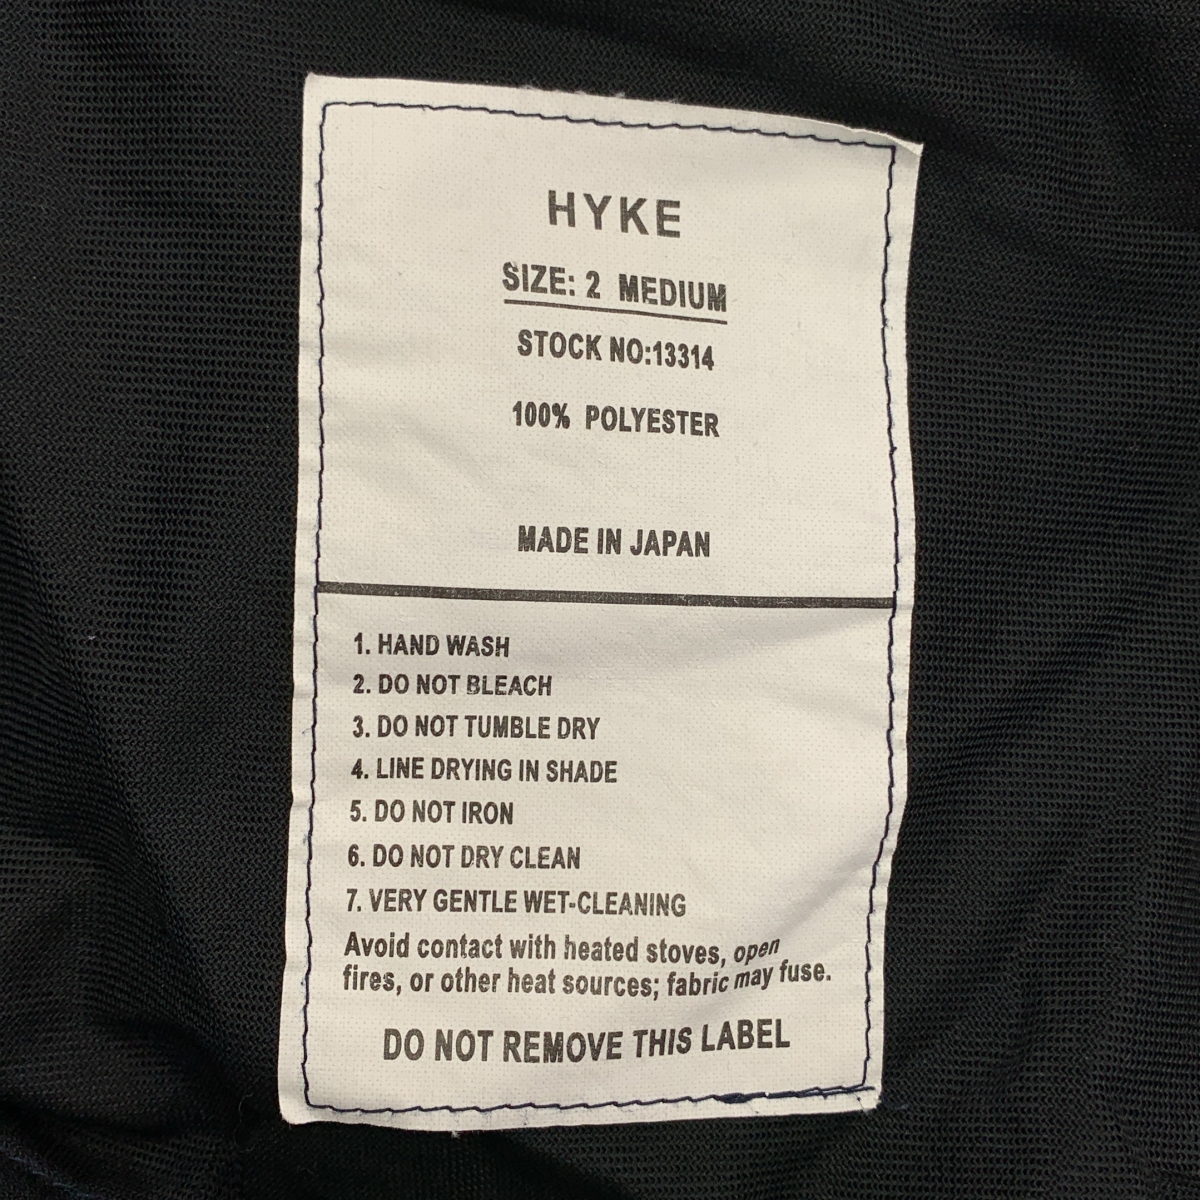 HYKE
SIZE: 2 MEDIUM
STOCK NO:13314
100% POLYESTER
MADE IN JAPAN
1. HAND WASH
2. DO NOT BLEACH
3. DO NOT TUMBLE DRY
4. LINE DRYING IN SHADE
5. DO NOT IRON
6. DO NOT DRY CLEAN
7. VERY GENTLE WET-CLEANING
Avoid contact with heated stoves, open
fires, or other heat sources; fabric may fuse.
DO NOT REMOVE THIS LABEL